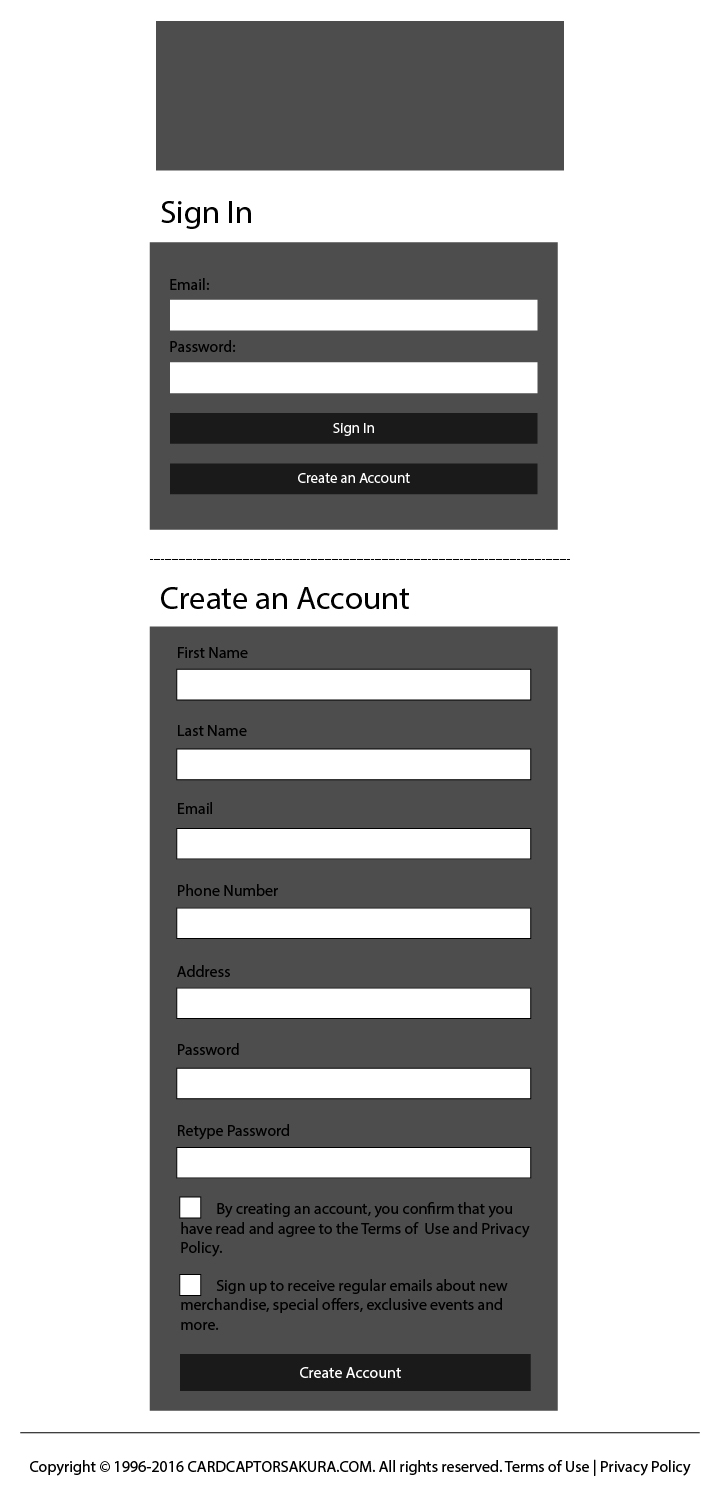 Sign In
Email:
Password:
Sign In
Create an Account
Create an Account
First Name
Last Name
Email
Phone Number
Address
Password
Retype Password
By creating an account, you confirm that you
have read and agree to the Terms of  Use and Privacy
Policy.
Sign up to receive regular emails about new
merchandise, special offers, exclusive events and
more.
Create Account
Copyright © 1996-2016 CARDCAPTORSAKURA.COM. All rights reserved. Terms of Use | Privacy Policy